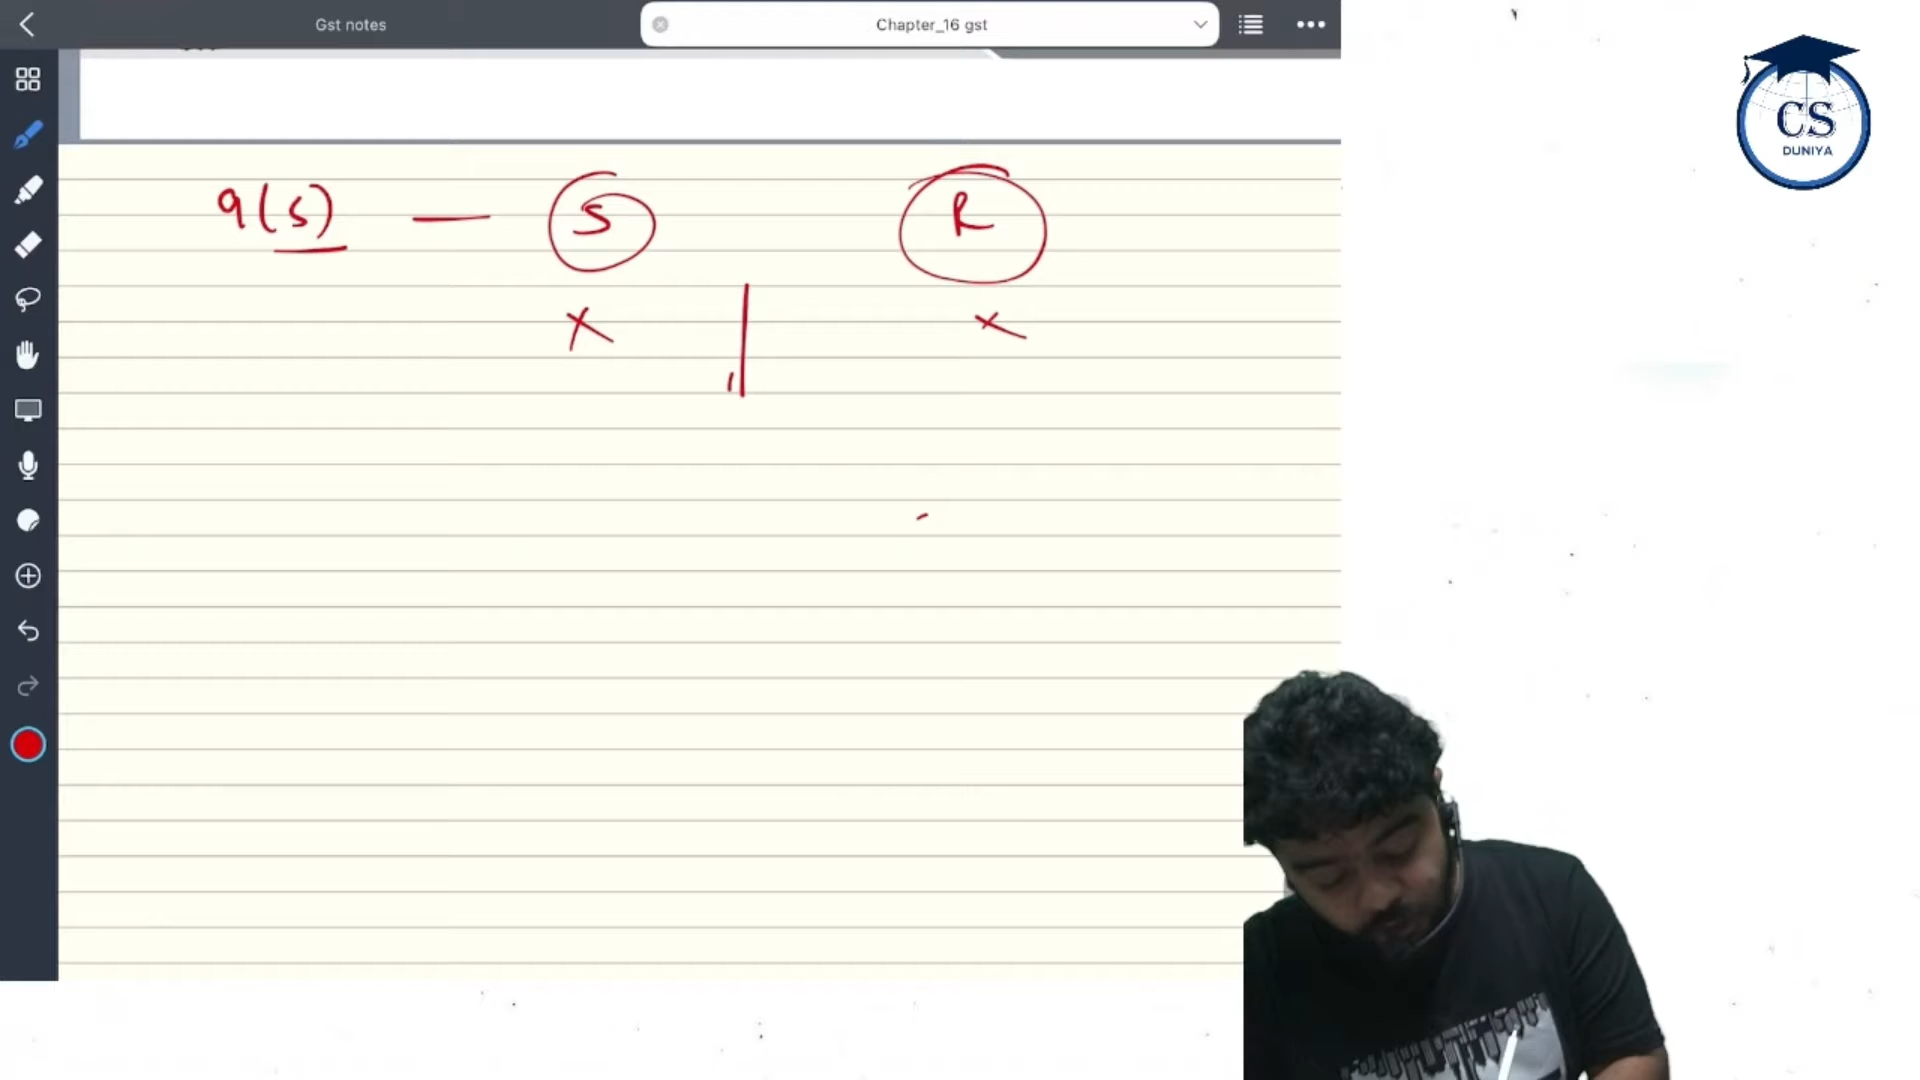 Gst notes
Chapter_16 gst
CS
DUNIYA
9(S) — S R
x x